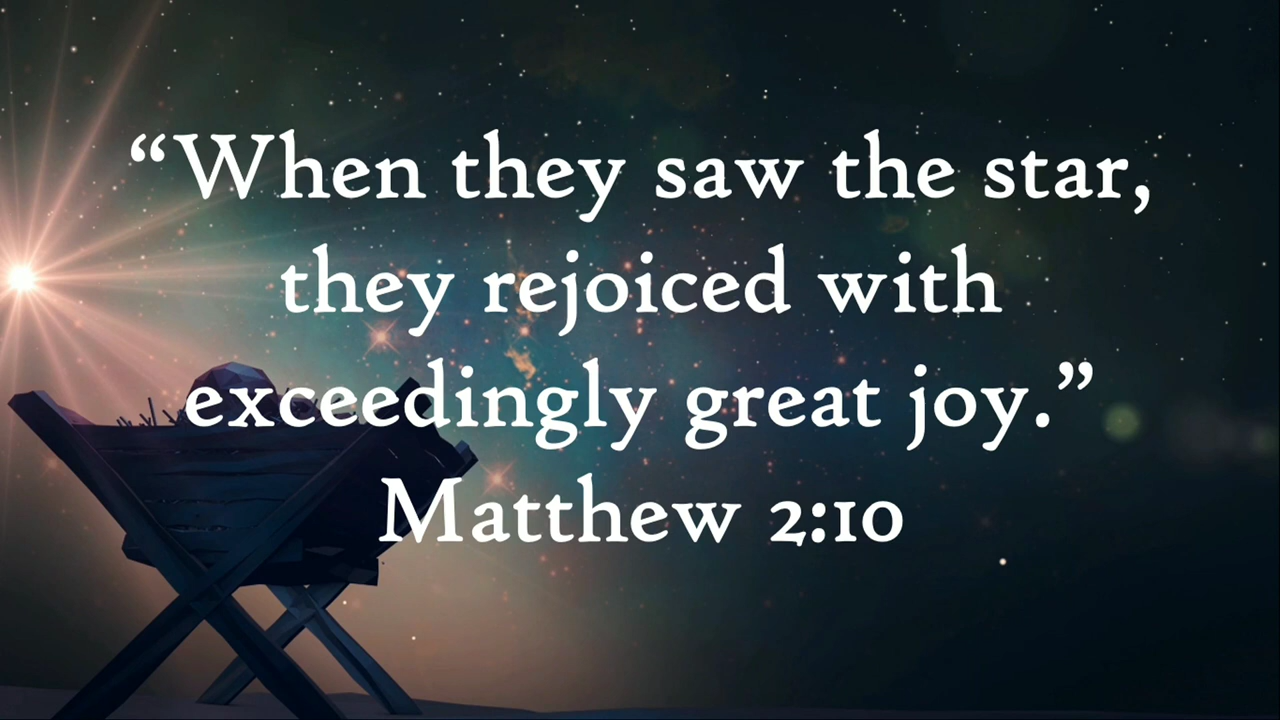 “When they saw the star,
they rejoiced with
exceedingly great joy.”
Matthew 2:10